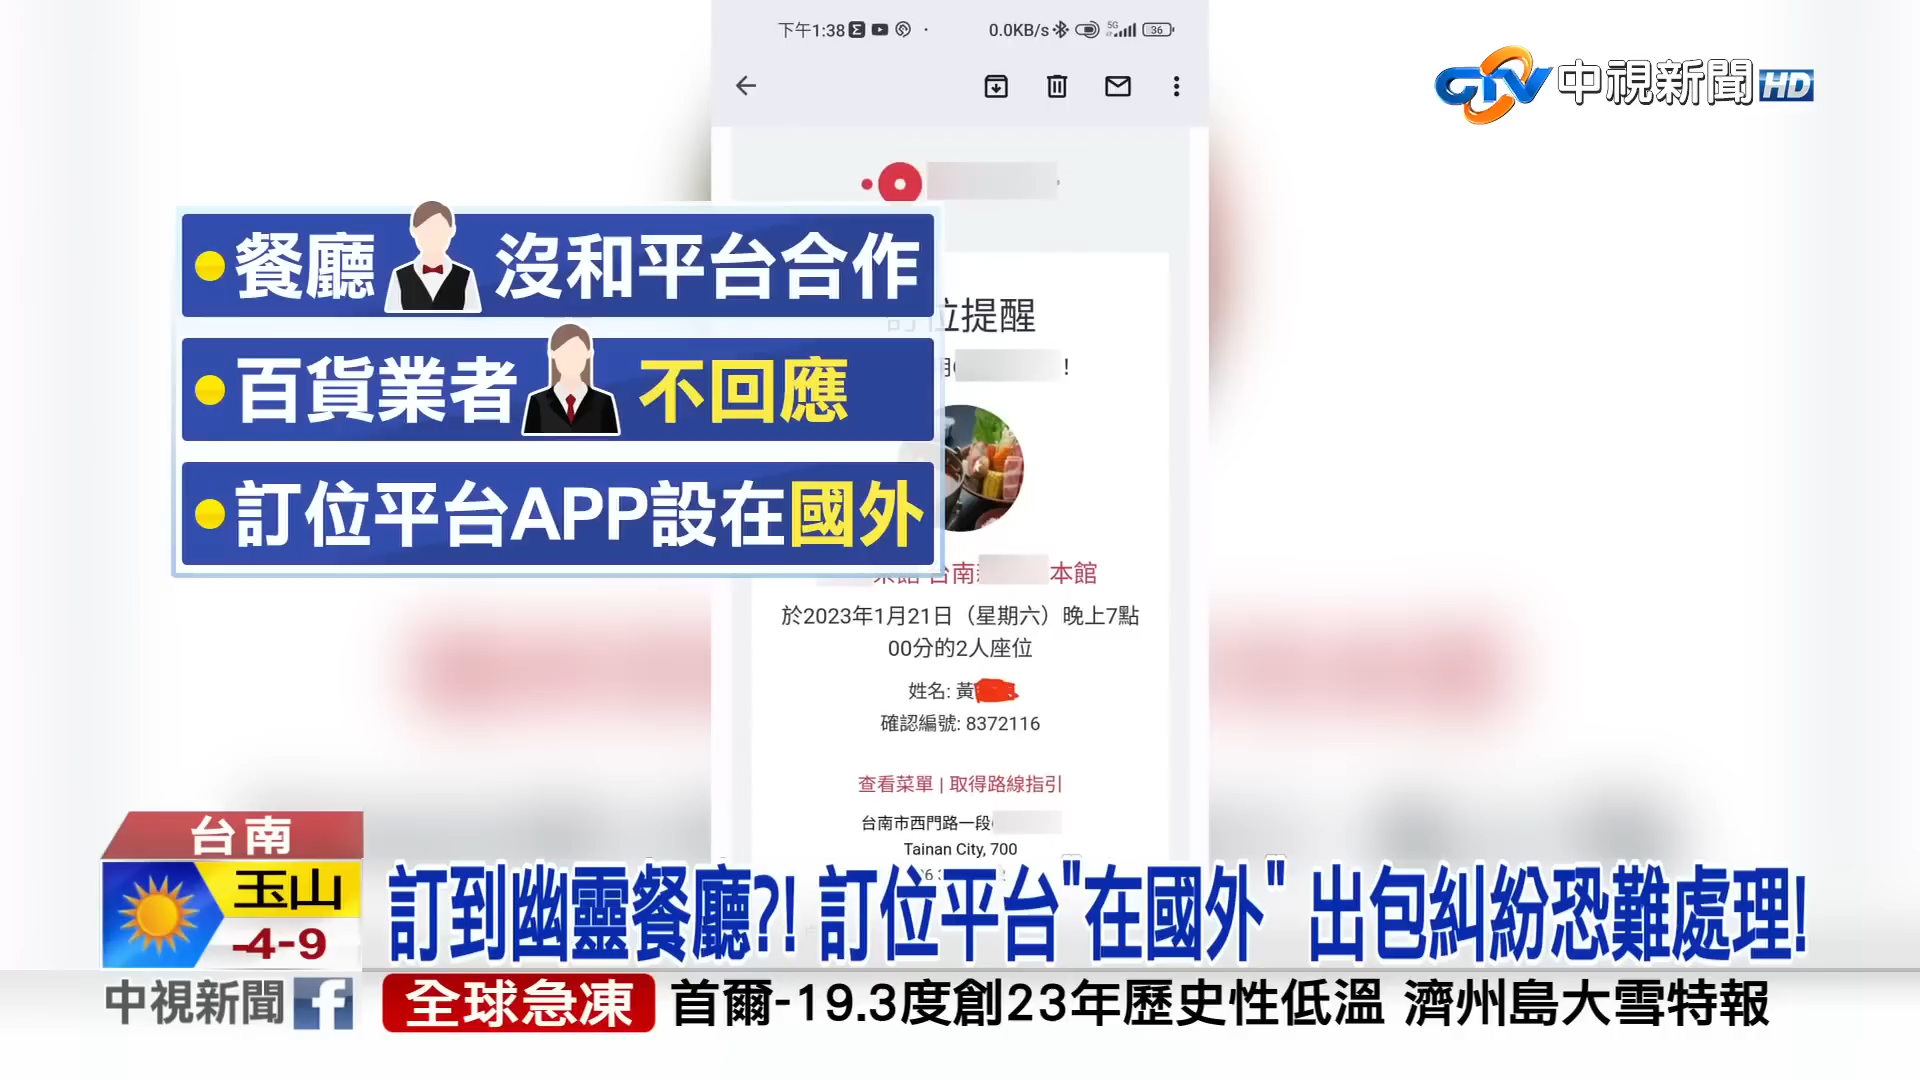 下午1:38
0.0KB/s
5G
36
CTV中視新聞HD
餐廳 沒和平台合作
百貨業者 不回應
訂位平台APP設在國外
訂位提醒
!
台南 本館
於2023年1月21日（星期六）晚上7點
00分的2人座位
姓名: 黃
確認編號: 8372116
查看菜單 | 取得路線指引
台南市西門路一段
Tainan City, 700
台南
玉山
-4-9
訂到幽靈餐廳?! 訂位平台"在國外" 出包糾紛恐難處理!
中視新聞
全球急凍 首爾-19.3度創23年歷史性低溫 濟州島大雪特報